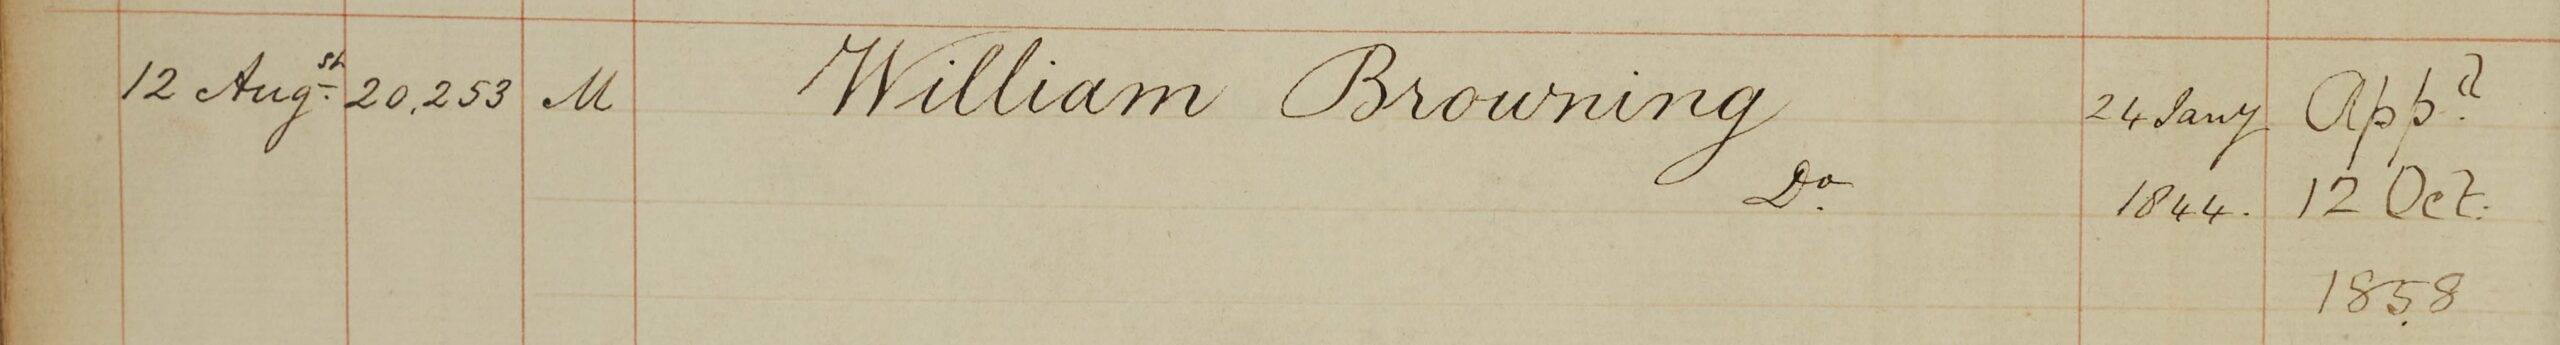 12 Augst. 20,253 M William Browning 24 Jany Appd.
Do. 1844. 12 Oct.
1858